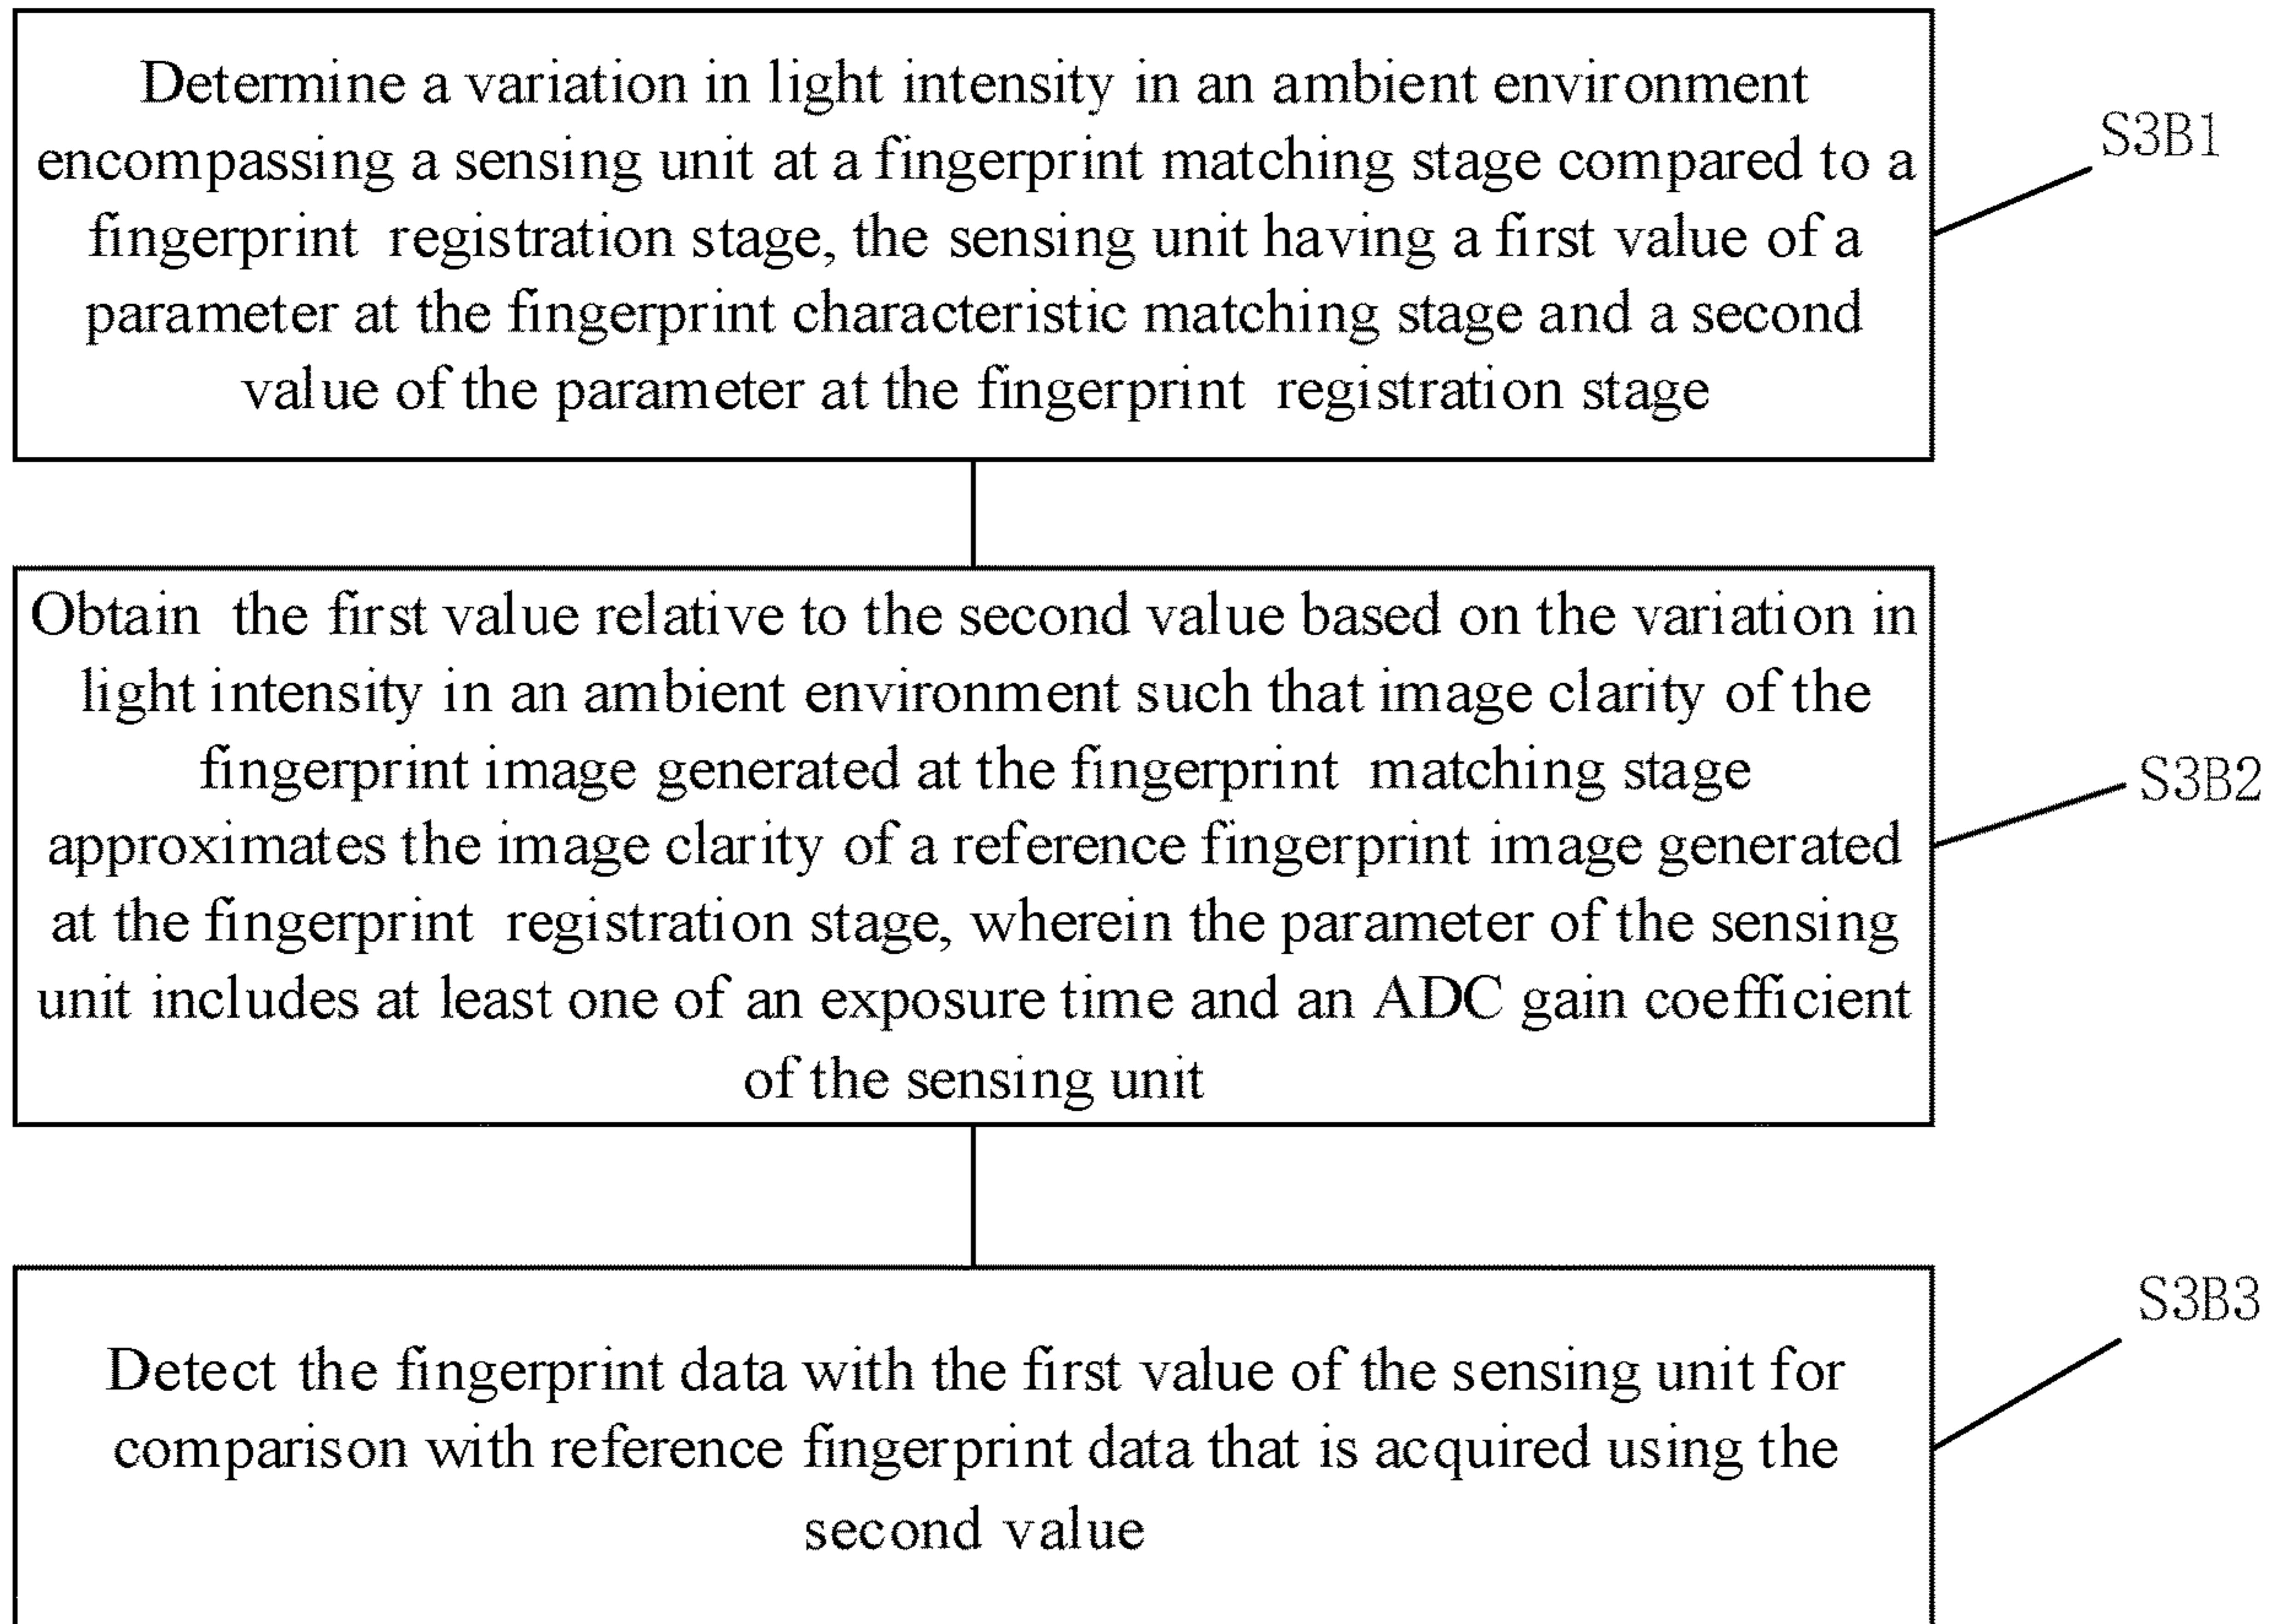 Determine a variation in light intensity in an ambient environment
encompassing a sensing unit at a fingerprint matching stage compared to a
fingerprint registration stage, the sensing unit having a first value of a
parameter at the fingerprint characteristic matching stage and a second
value of the parameter at the fingerprint registration stage
S3B1
Obtain the first value relative to the second value based on the variation in
light intensity in an ambient environment such that image clarity of the
fingerprint image generated at the fingerprint matching stage
approximates the image clarity of a reference fingerprint image generated
at the fingerprint registration stage, wherein the parameter of the sensing
unit includes at least one of an exposure time and an ADC gain coefficient
of the sensing unit
S3B2
Detect the fingerprint data with the first value of the sensing unit for
comparison with reference fingerprint data that is acquired using the
second value
S3B3